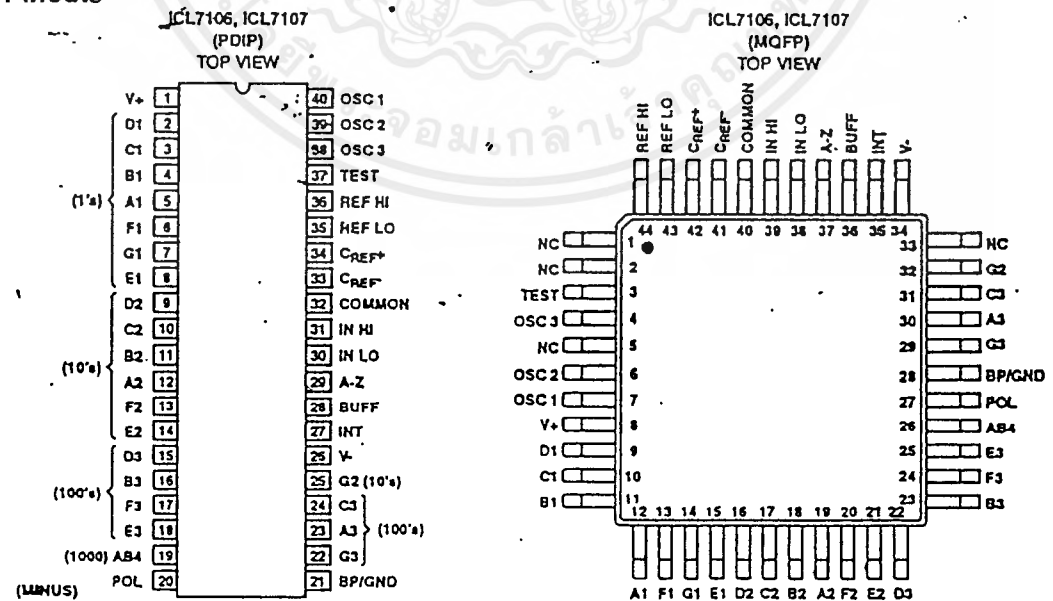 Pinouts
ICL7106, ICL7107
(PDIP)
TOP VIEW
V+ 1
D1 2
C1 3
B1 4
(1's) A1 5
F1 6
G1 7
E1 8
D2 9
C2 10
B2 11
(10's) A2 12
F2 13
E2 14
D3 15
B3 16
(100's) F3 17
E3 18
(1000) AB4 19
(MINUS) POL 20
40 OSC 1
39 OSC 2
38 OSC 3
37 TEST
36 REF HI
35 REF LO
34 CREF+
33 CREF-
32 COMMON
31 IN HI
30 IN LO
29 A-Z
28 BUFF
27 INT
26 V-
25 G2 (10's)
24 C3
23 A3 (100's)
22 G3
21 BP/GND
ICL7106, ICL7107
(MQFP)
TOP VIEW
REF HI REF LO CREF+ CREF- COMMON IN HI IN LO A-Z BUFF INT V-
44 43 42 41 40 39 38 37 36 35 34
NC 1
NC 2
TEST 3
OSC 3 4
NC 5
OSC 2 6
OSC 1 7
V+ 8
D1 9
C1 10
B1 11
33 NC
32 G2
31 C3
30 A3
29 G3
28 BP/GND
27 POL
26 AB4
25 E3
24 F3
23 B3
12 13 14 15 16 17 18 19 20 21 22
A1 F1 G1 E1 D2 C2 B2 A2 F2 E2 D3